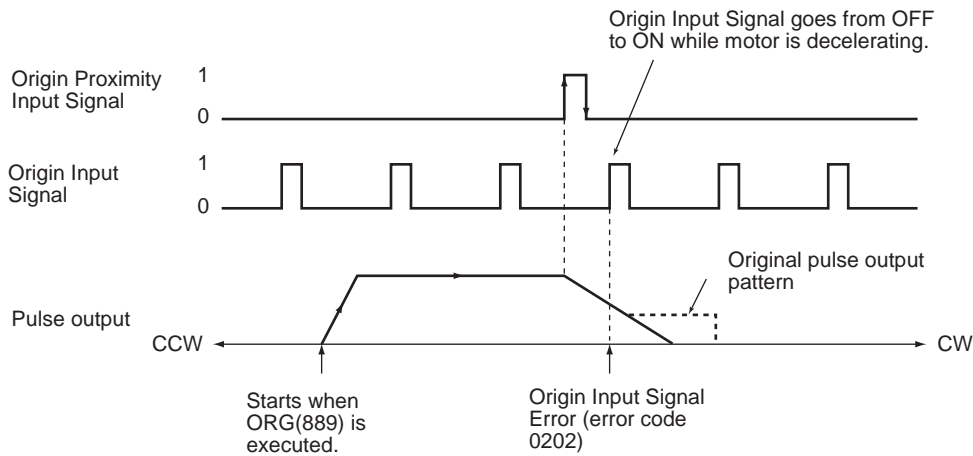 Origin Input Signal goes from OFF
to ON while motor is decelerating.
Origin Proximity
Input Signal
1
0
Origin Input
Signal
1
0
Original pulse output
pattern
Pulse output
CCW
CW
Starts when
ORG(889) is
executed.
Origin Input Signal
Error (error code
0202)